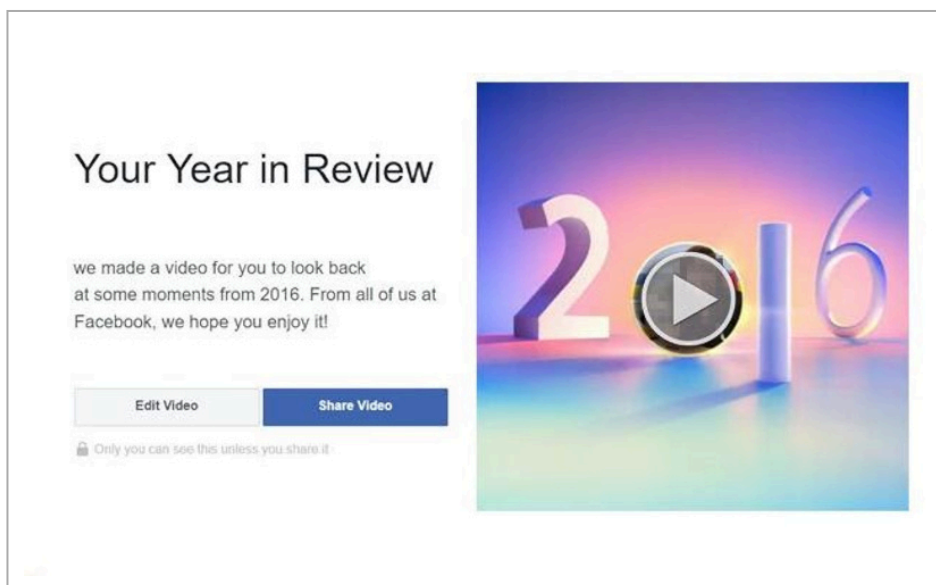 Your Year in Review
we made a video for you to look back
at some moments from 2016. From all of us at
Facebook, we hope you enjoy it!
Edit Video
Share Video
Only you can see this unless you share it
2016